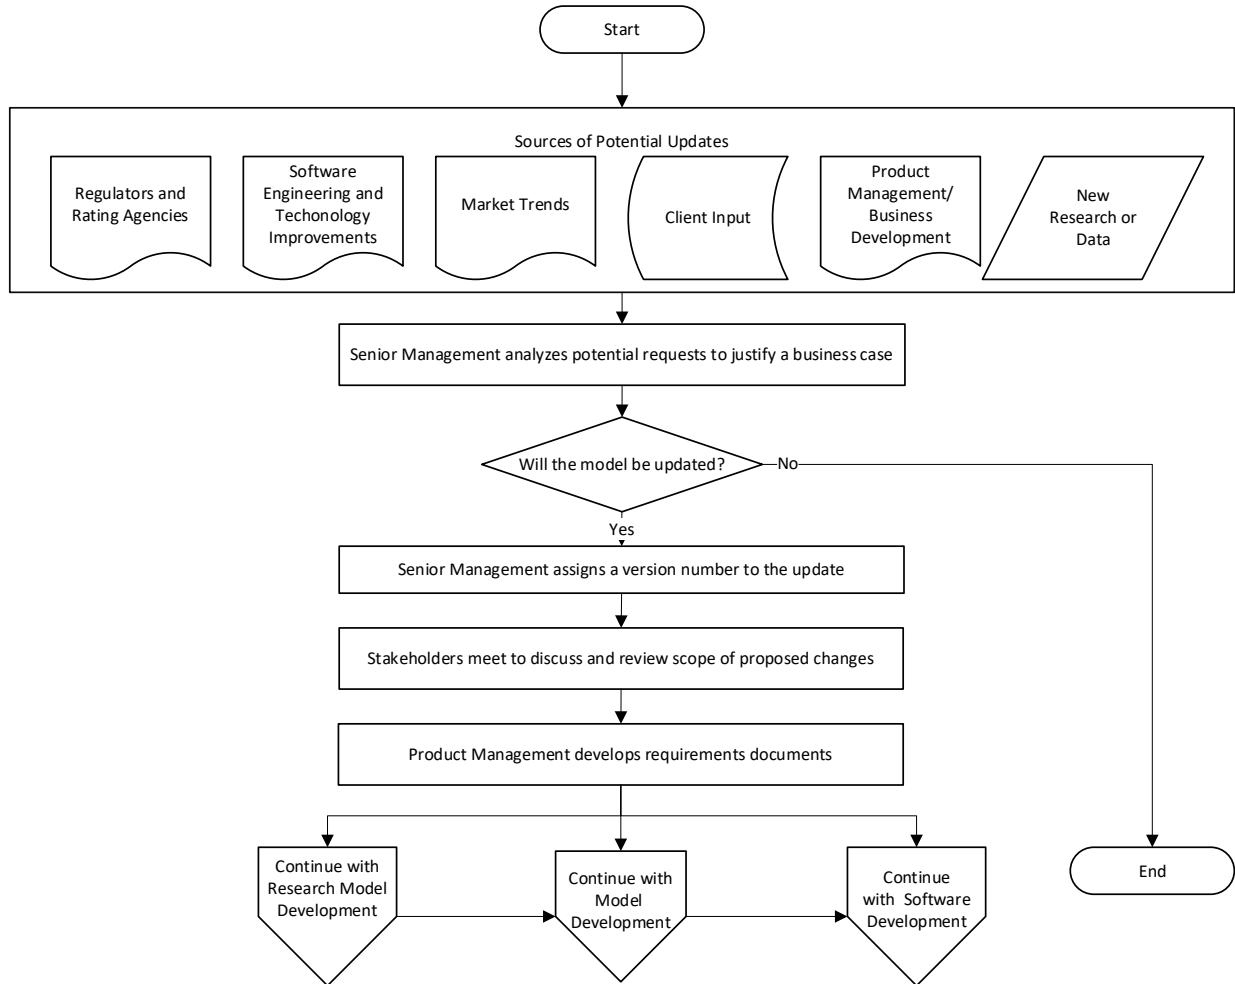 Start
Sources of Potential Updates
Regulators and
Rating Agencies
Software
Engineering and
Techonology
Improvements
Market Trends
Client Input
Product
Management/
Business
Development
New
Research or
Data
Senior Management analyzes potential requests to justify a business case
Will the model be updated?
No
Yes
Senior Management assigns a version number to the update
Stakeholders meet to discuss and review scope of proposed changes
Product Management develops requirements documents
Continue with
Research Model
Development
Continue with
Model
Development
Continue
with Software
Development
End